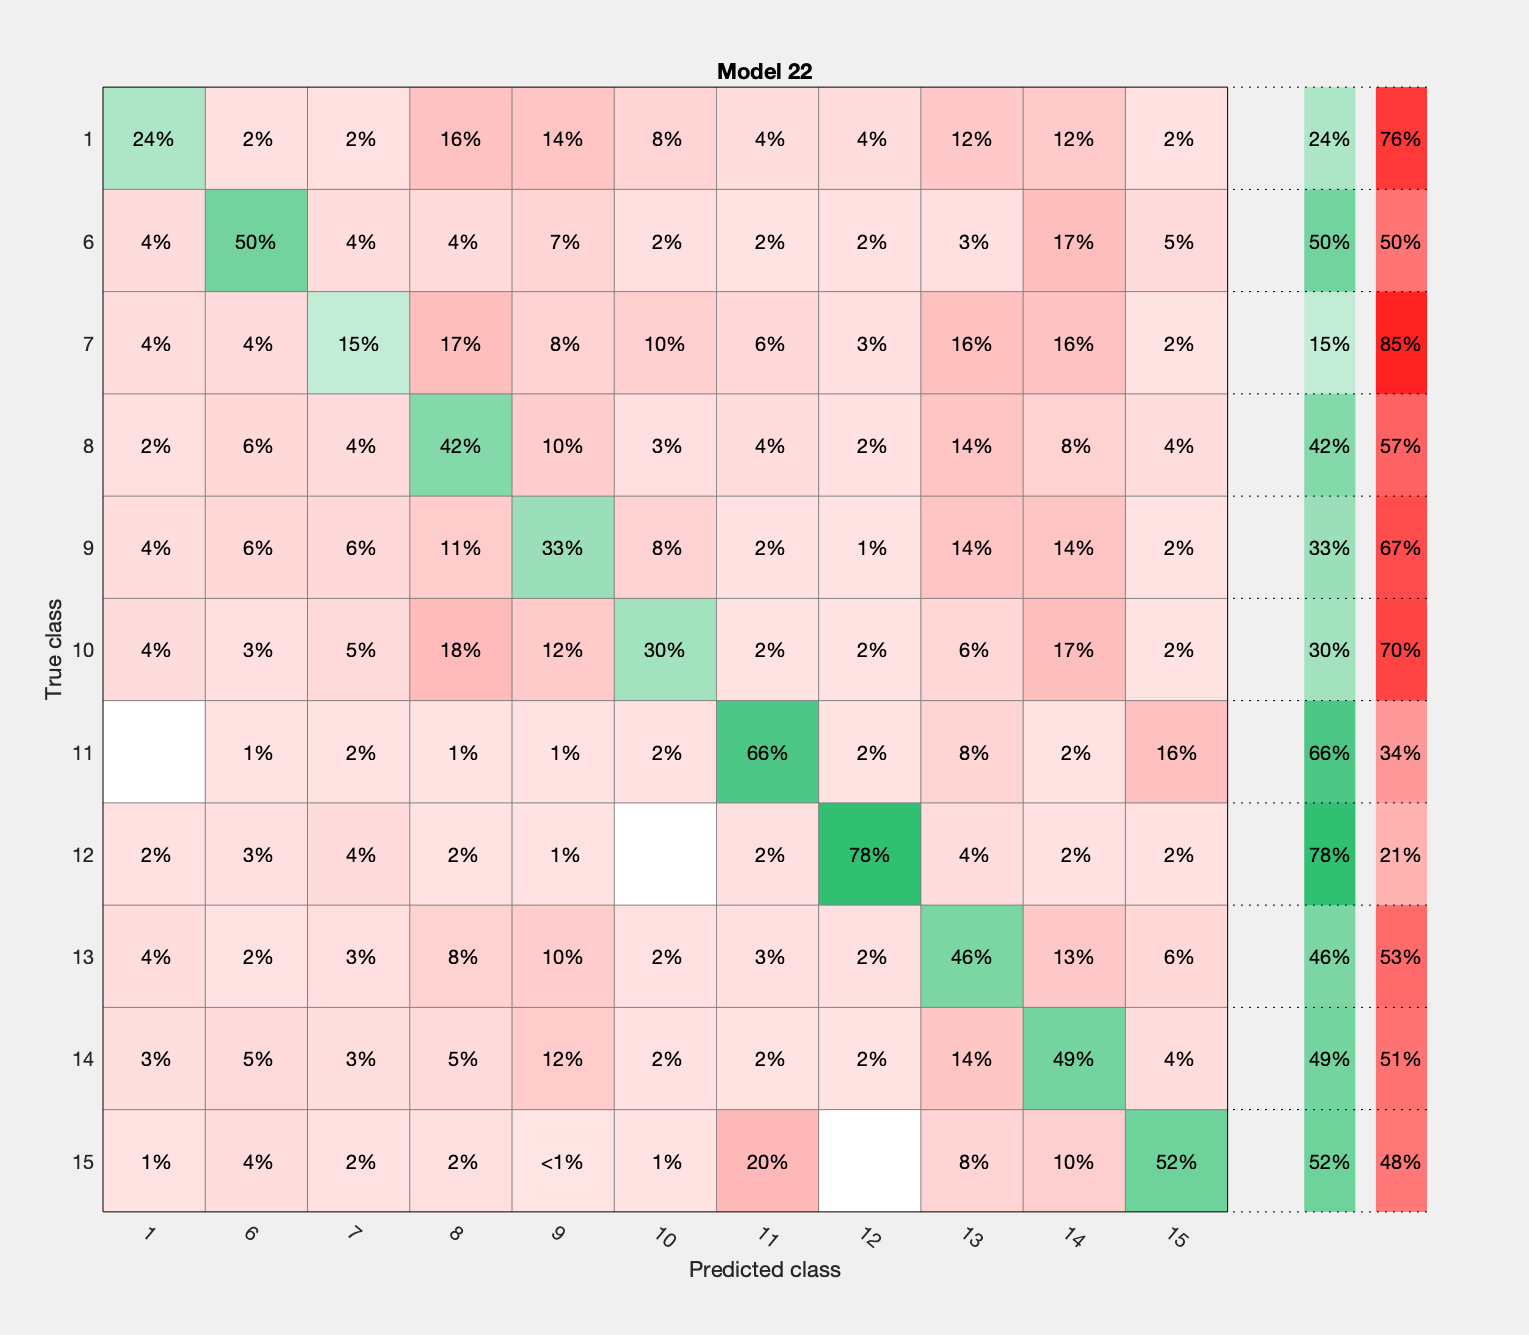 Model 22
1 24% 2% 2% 16% 14% 8% 4% 4% 12% 12% 2% 24% 76%
6 4% 50% 4% 4% 7% 2% 2% 2% 3% 17% 5% 50% 50%
7 4% 4% 15% 17% 8% 10% 6% 3% 16% 16% 2% 15% 85%
8 2% 6% 4% 42% 10% 3% 4% 2% 14% 8% 4% 42% 57%
9 4% 6% 6% 11% 33% 8% 2% 1% 14% 14% 2% 33% 67%
True class
10 4% 3% 5% 18% 12% 30% 2% 2% 6% 17% 2% 30% 70%
11 1% 2% 1% 1% 2% 66% 2% 8% 2% 16% 66% 34%
12 2% 3% 4% 2% 1% 2% 78% 4% 2% 2% 78% 21%
13 4% 2% 3% 8% 10% 2% 3% 2% 46% 13% 6% 46% 53%
14 3% 5% 3% 5% 12% 2% 2% 2% 14% 49% 4% 49% 51%
15 1% 4% 2% 2% <1% 1% 20% 8% 10% 52% 52% 48%
1 6 7 8 9 10 11 12 13 14 15
Predicted class